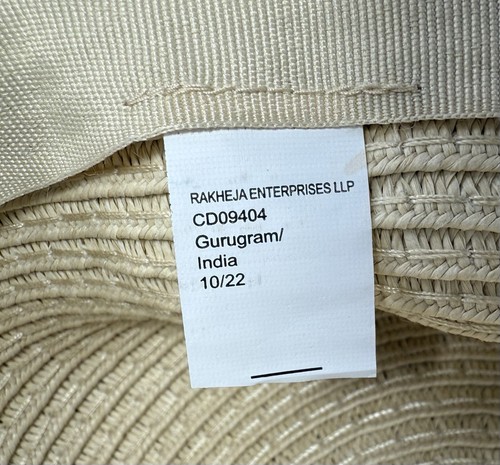 RAKHEJA ENTERPRISES LLP
CD09404
Gurugram/
India
10/22